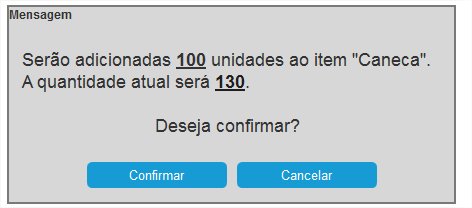 Mensagem
Serão adicionadas 100 unidades ao item "Caneca".
A quantidade atual será 130.
Deseja confirmar?
Confirmar
Cancelar